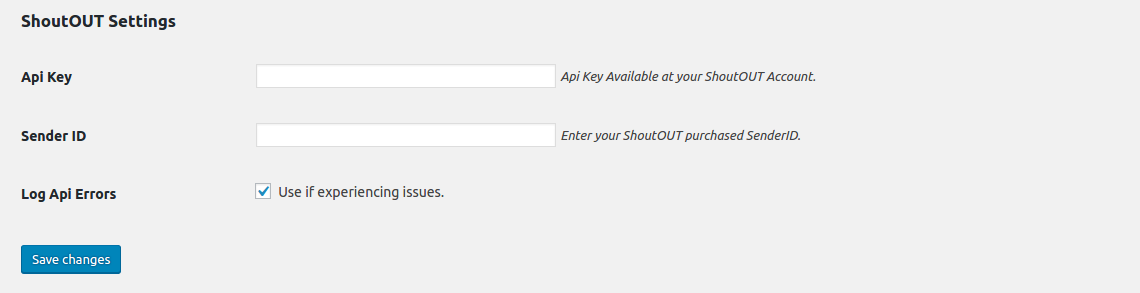 ShoutOUT Settings
Api Key Api Key Available at your ShoutOUT Account.
Sender ID Enter your ShoutOUT purchased SenderID.
Log Api Errors Use if experiencing issues.
Save changes